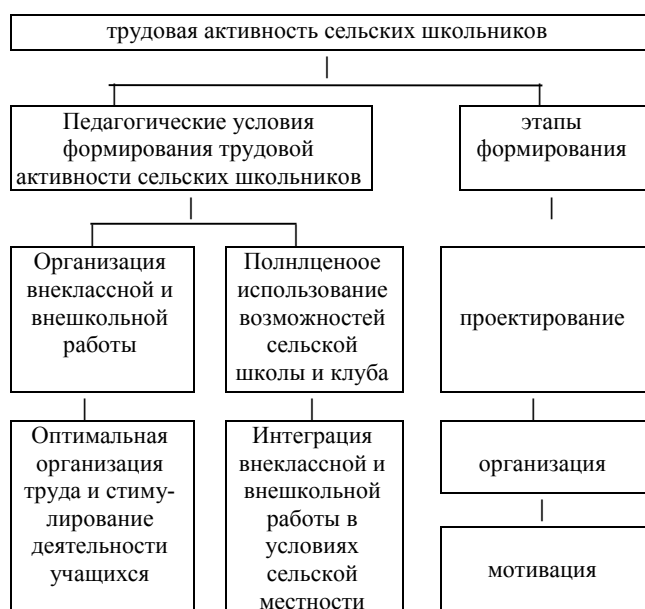 трудовая активность сельских школьников
Педагогические условия
формирования трудовой
активности сельских школьников
этапы
формирования
Организация
внеклассной и
внешкольной
работы
Полнлценоое
использование
возможностей
сельской
школы и клуба
проектирование
Оптимальная
организация
труда и стиму-
лирование
деятельности
учащихся
Интеграция
внеклассной и
внешкольной
работы в
условиях
сельской
местности
организация
мотивация